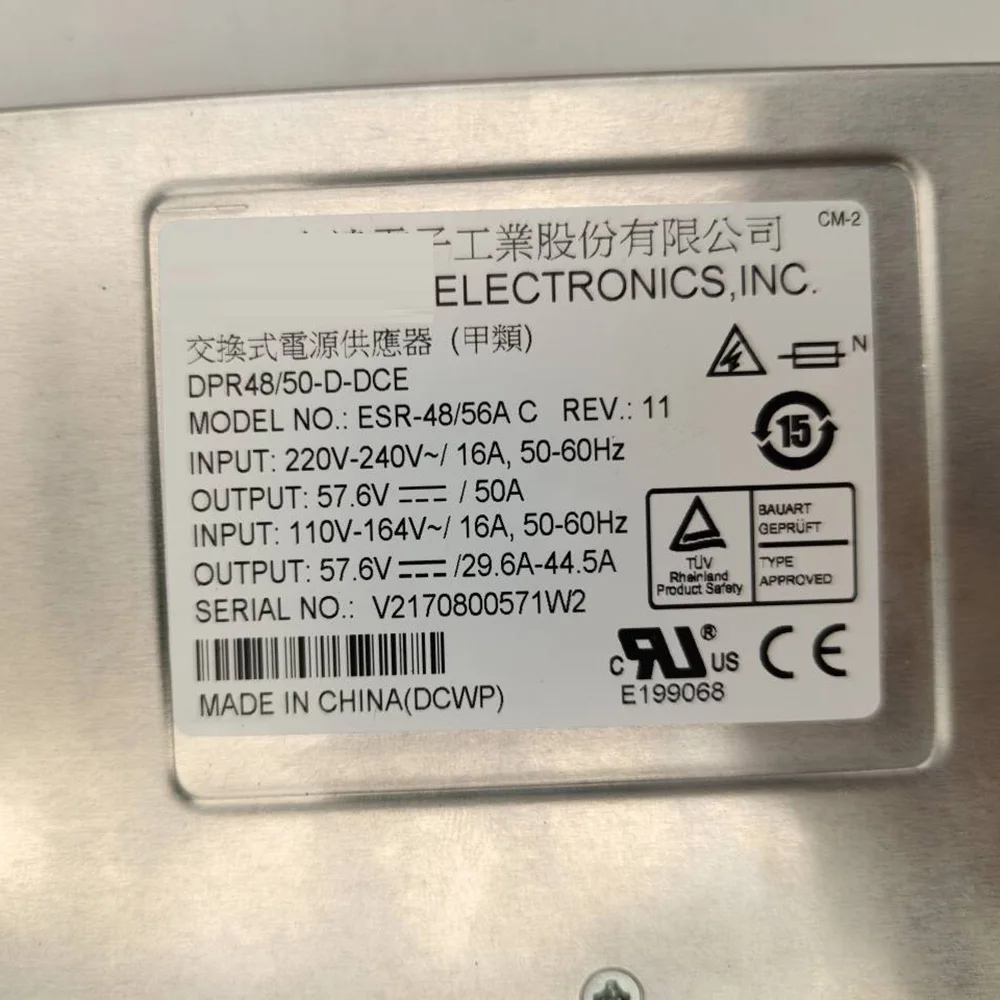 子工業股份有限公司
CM-2
ELECTRONICS,INC.
交換式電源供應器 (甲類)
N
DPR48/50-D-DCE
MODEL NO.: ESR-48/56A C REV.: 11
15
INPUT: 220V-240V~/ 16A, 50-60Hz
OUTPUT: 57.6V ⎓ / 50A
INPUT: 110V-164V~/ 16A, 50-60Hz
OUTPUT: 57.6V ⎓ /29.6A-44.5A
SERIAL NO.: V2170800571W2
TÜV
Rheinland
Product Safety
BAUART
GEPRÜFT
TYPE
APPROVED
MADE IN CHINA(DCWP)
C RU ® US
E199068
CE